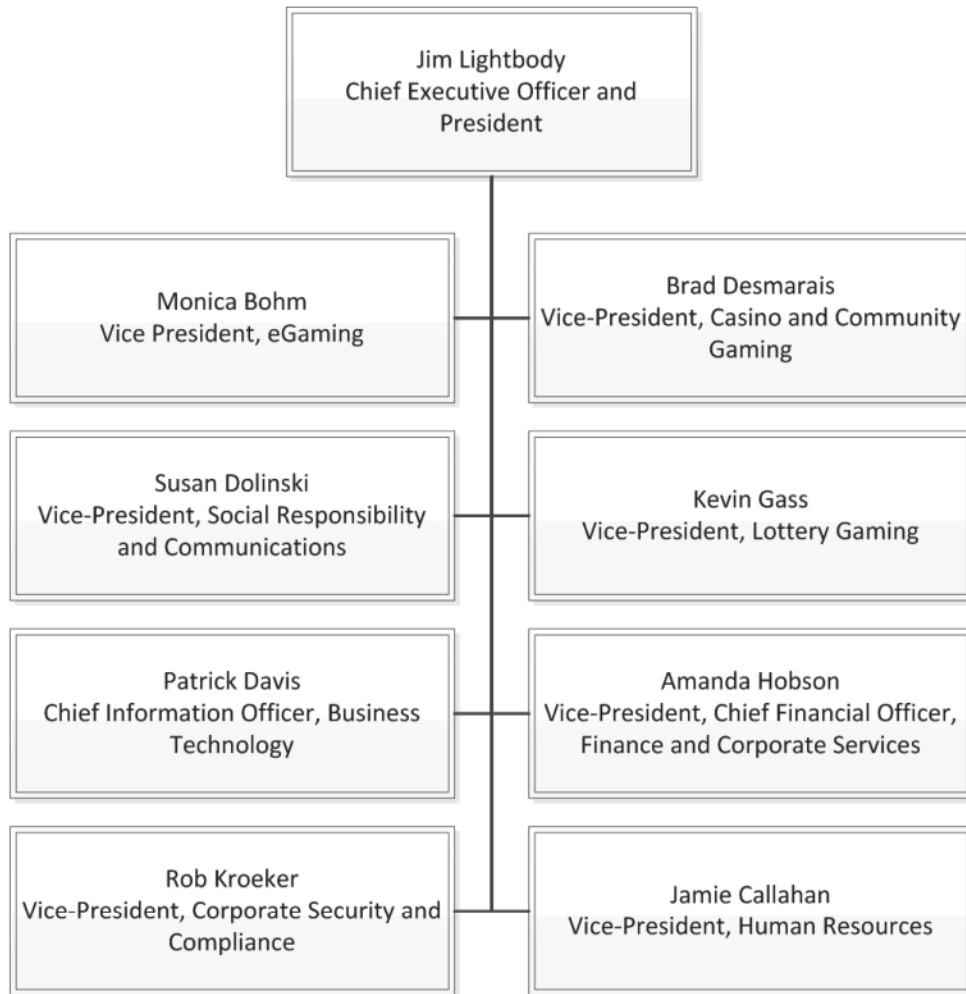 Jim Lightbody
Chief Executive Officer and
President
Monica Bohm
Vice President, eGaming
Brad Desmarais
Vice-President, Casino and Community
Gaming
Susan Dolinski
Vice-President, Social Responsibility
and Communications
Kevin Gass
Vice-President, Lottery Gaming
Patrick Davis
Chief Information Officer, Business
Technology
Amanda Hobson
Vice-President, Chief Financial Officer,
Finance and Corporate Services
Rob Kroeker
Vice-President, Corporate Security and
Compliance
Jamie Callahan
Vice-President, Human Resources